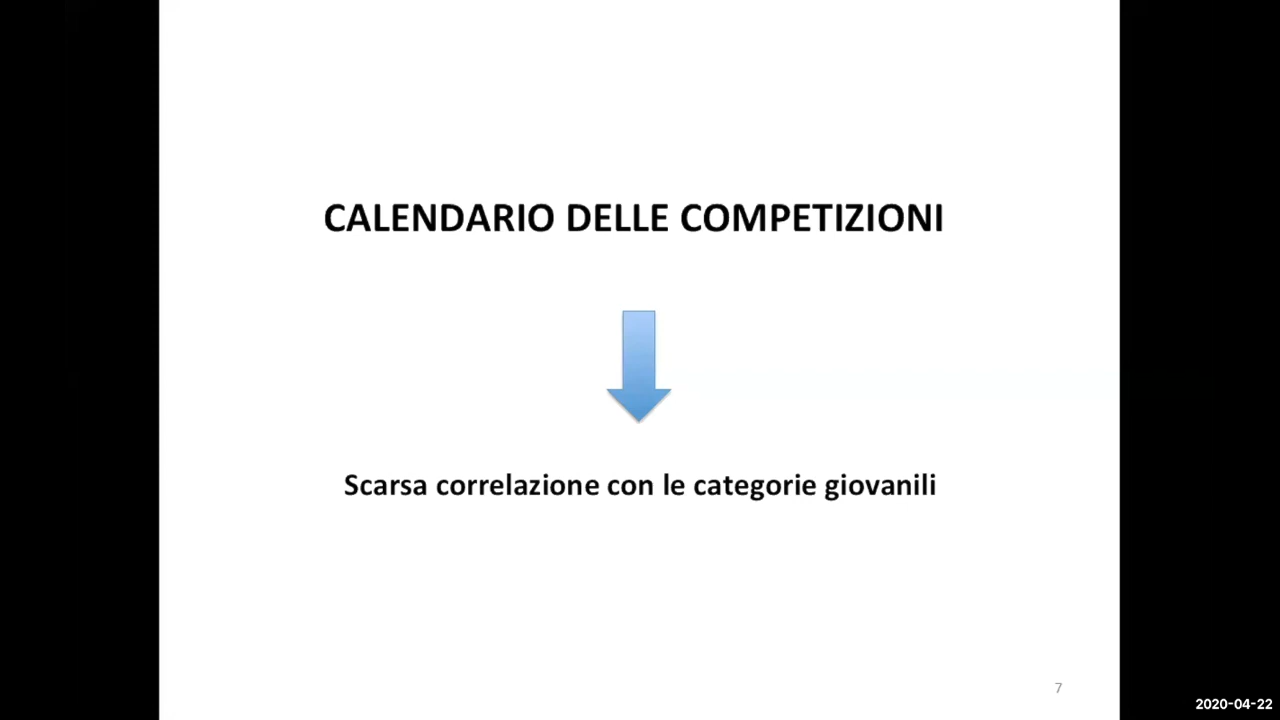 CALENDARIO DELLE COMPETIZIONI
Scarsa correlazione con le categorie giovanili
7
2020-04-22